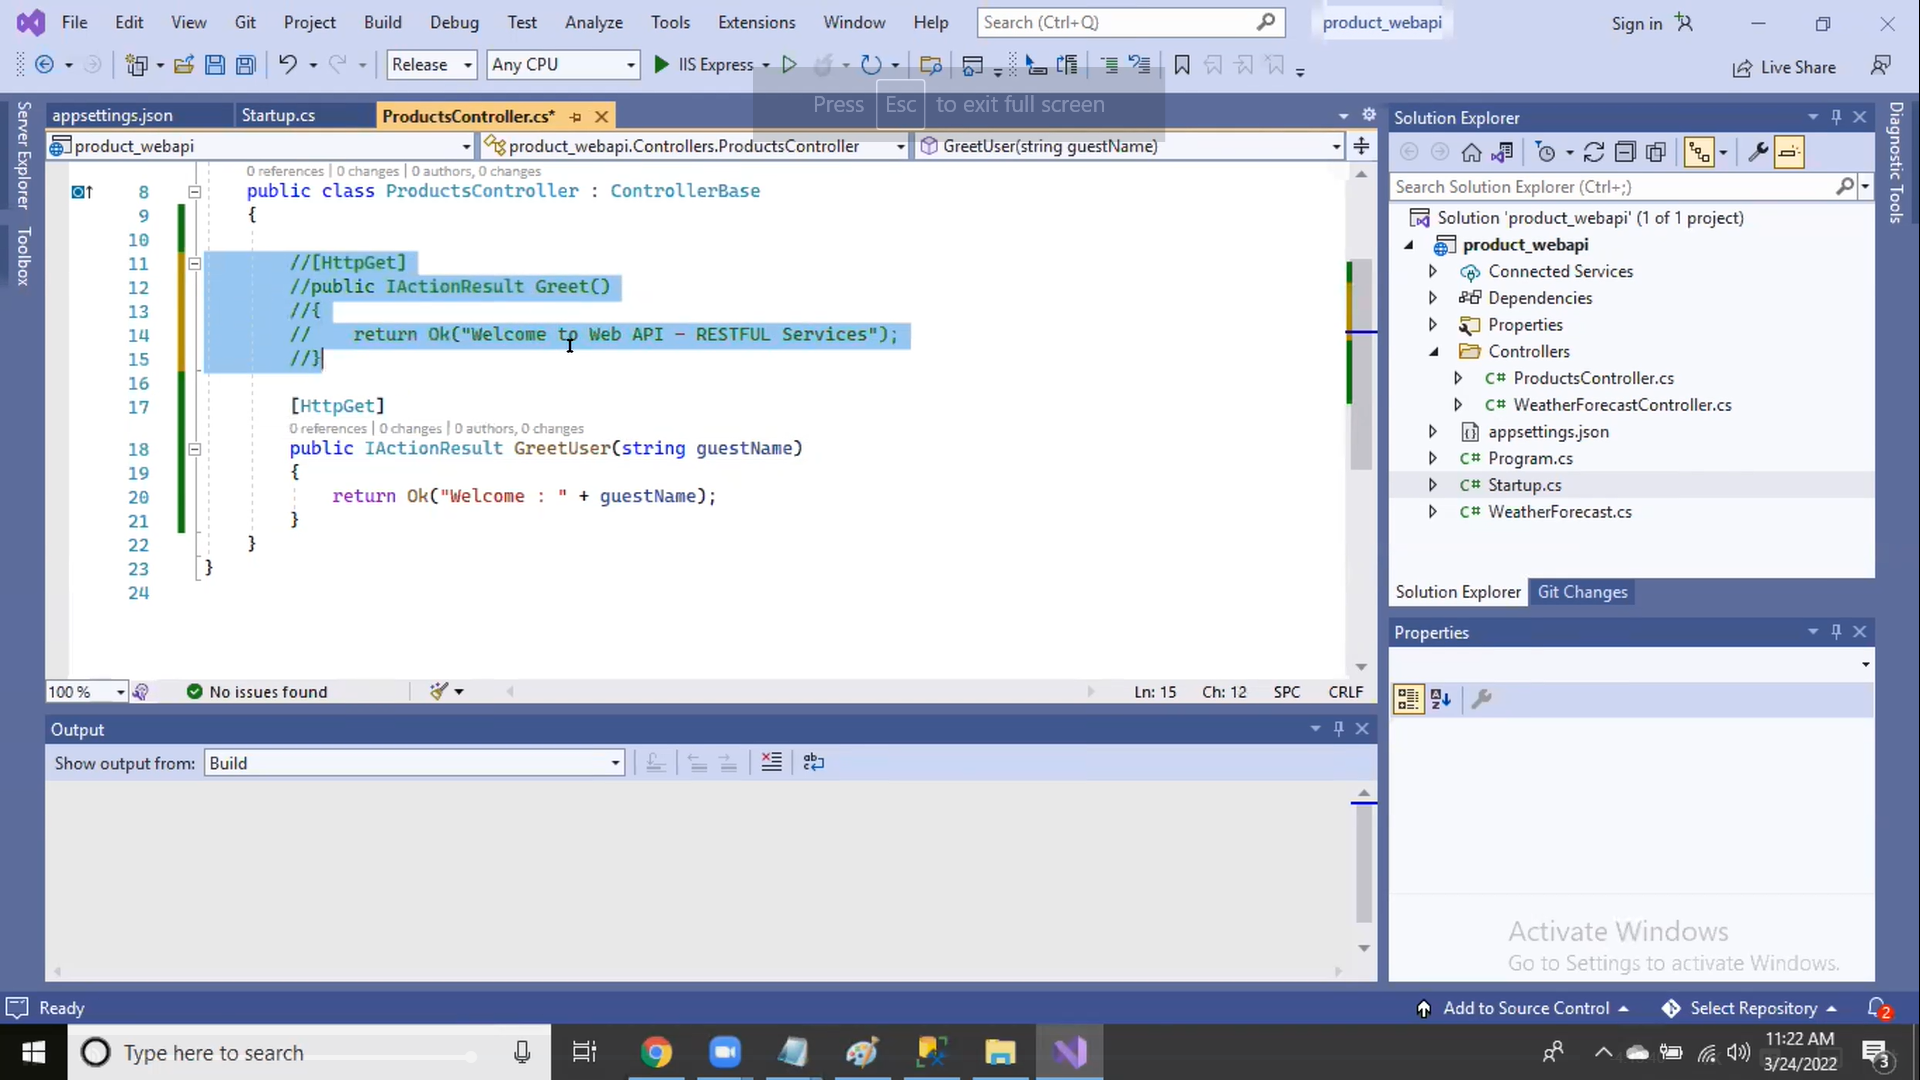 File Edit View Git Project Build Debug Test Analyze Tools Extensions Window Help Search (Ctrl+Q) product_webapi Sign in
Release Any CPU IIS Express Live Share
Press Esc to exit full screen
Server Explorer
Toolbox
appsettings.json Startup.cs ProductsController.cs*
product_webapi product_webapi.Controllers.ProductsController GreetUser(string guestName)
0 references | 0 changes | 0 authors, 0 changes
8 public class ProductsController : ControllerBase
9 {
10
11 //[HttpGet]
12 //public IActionResult Greet()
13 //{
14 // return Ok("Welcome to Web API - RESTFUL Services");
15 //}
16
17 [HttpGet]
0 references | 0 changes | 0 authors, 0 changes
18 public IActionResult GreetUser(string guestName)
19 {
20 return Ok("Welcome : " + guestName);
21 }
22 }
23 }
24
100 % No issues found Ln: 15 Ch: 12 SPC CRLF
Output
Show output from: Build
Solution Explorer
Search Solution Explorer (Ctrl+;)
Solution 'product_webapi' (1 of 1 project)
product_webapi
Connected Services
Dependencies
Properties
Controllers
C# ProductsController.cs
C# WeatherForecastController.cs
appsettings.json
C# Program.cs
C# Startup.cs
C# WeatherForecast.cs
Solution Explorer Git Changes
Properties
Diagnostic Tools
Activate Windows
Go to Settings to activate Windows.
Ready Add to Source Control Select Repository 2
Type here to search
11:22 AM
3/24/2022
3